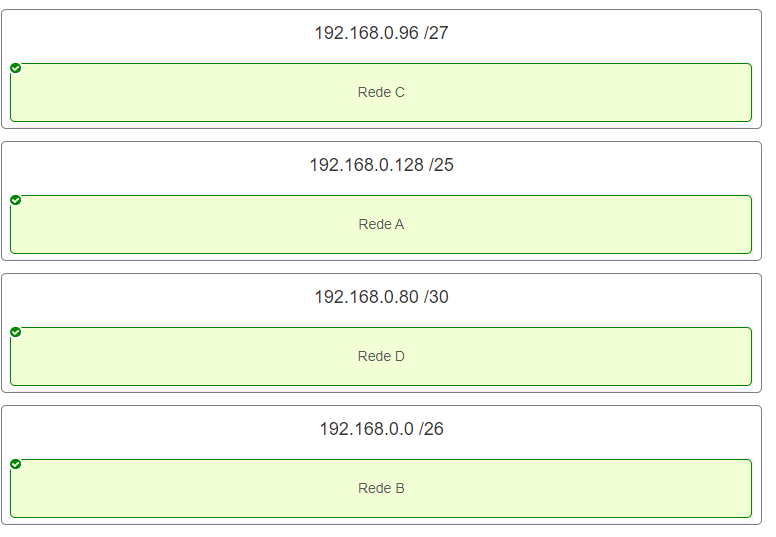 192.168.0.96 /27
Rede C
192.168.0.128 /25
Rede A
192.168.0.80 /30
Rede D
192.168.0.0 /26
Rede B